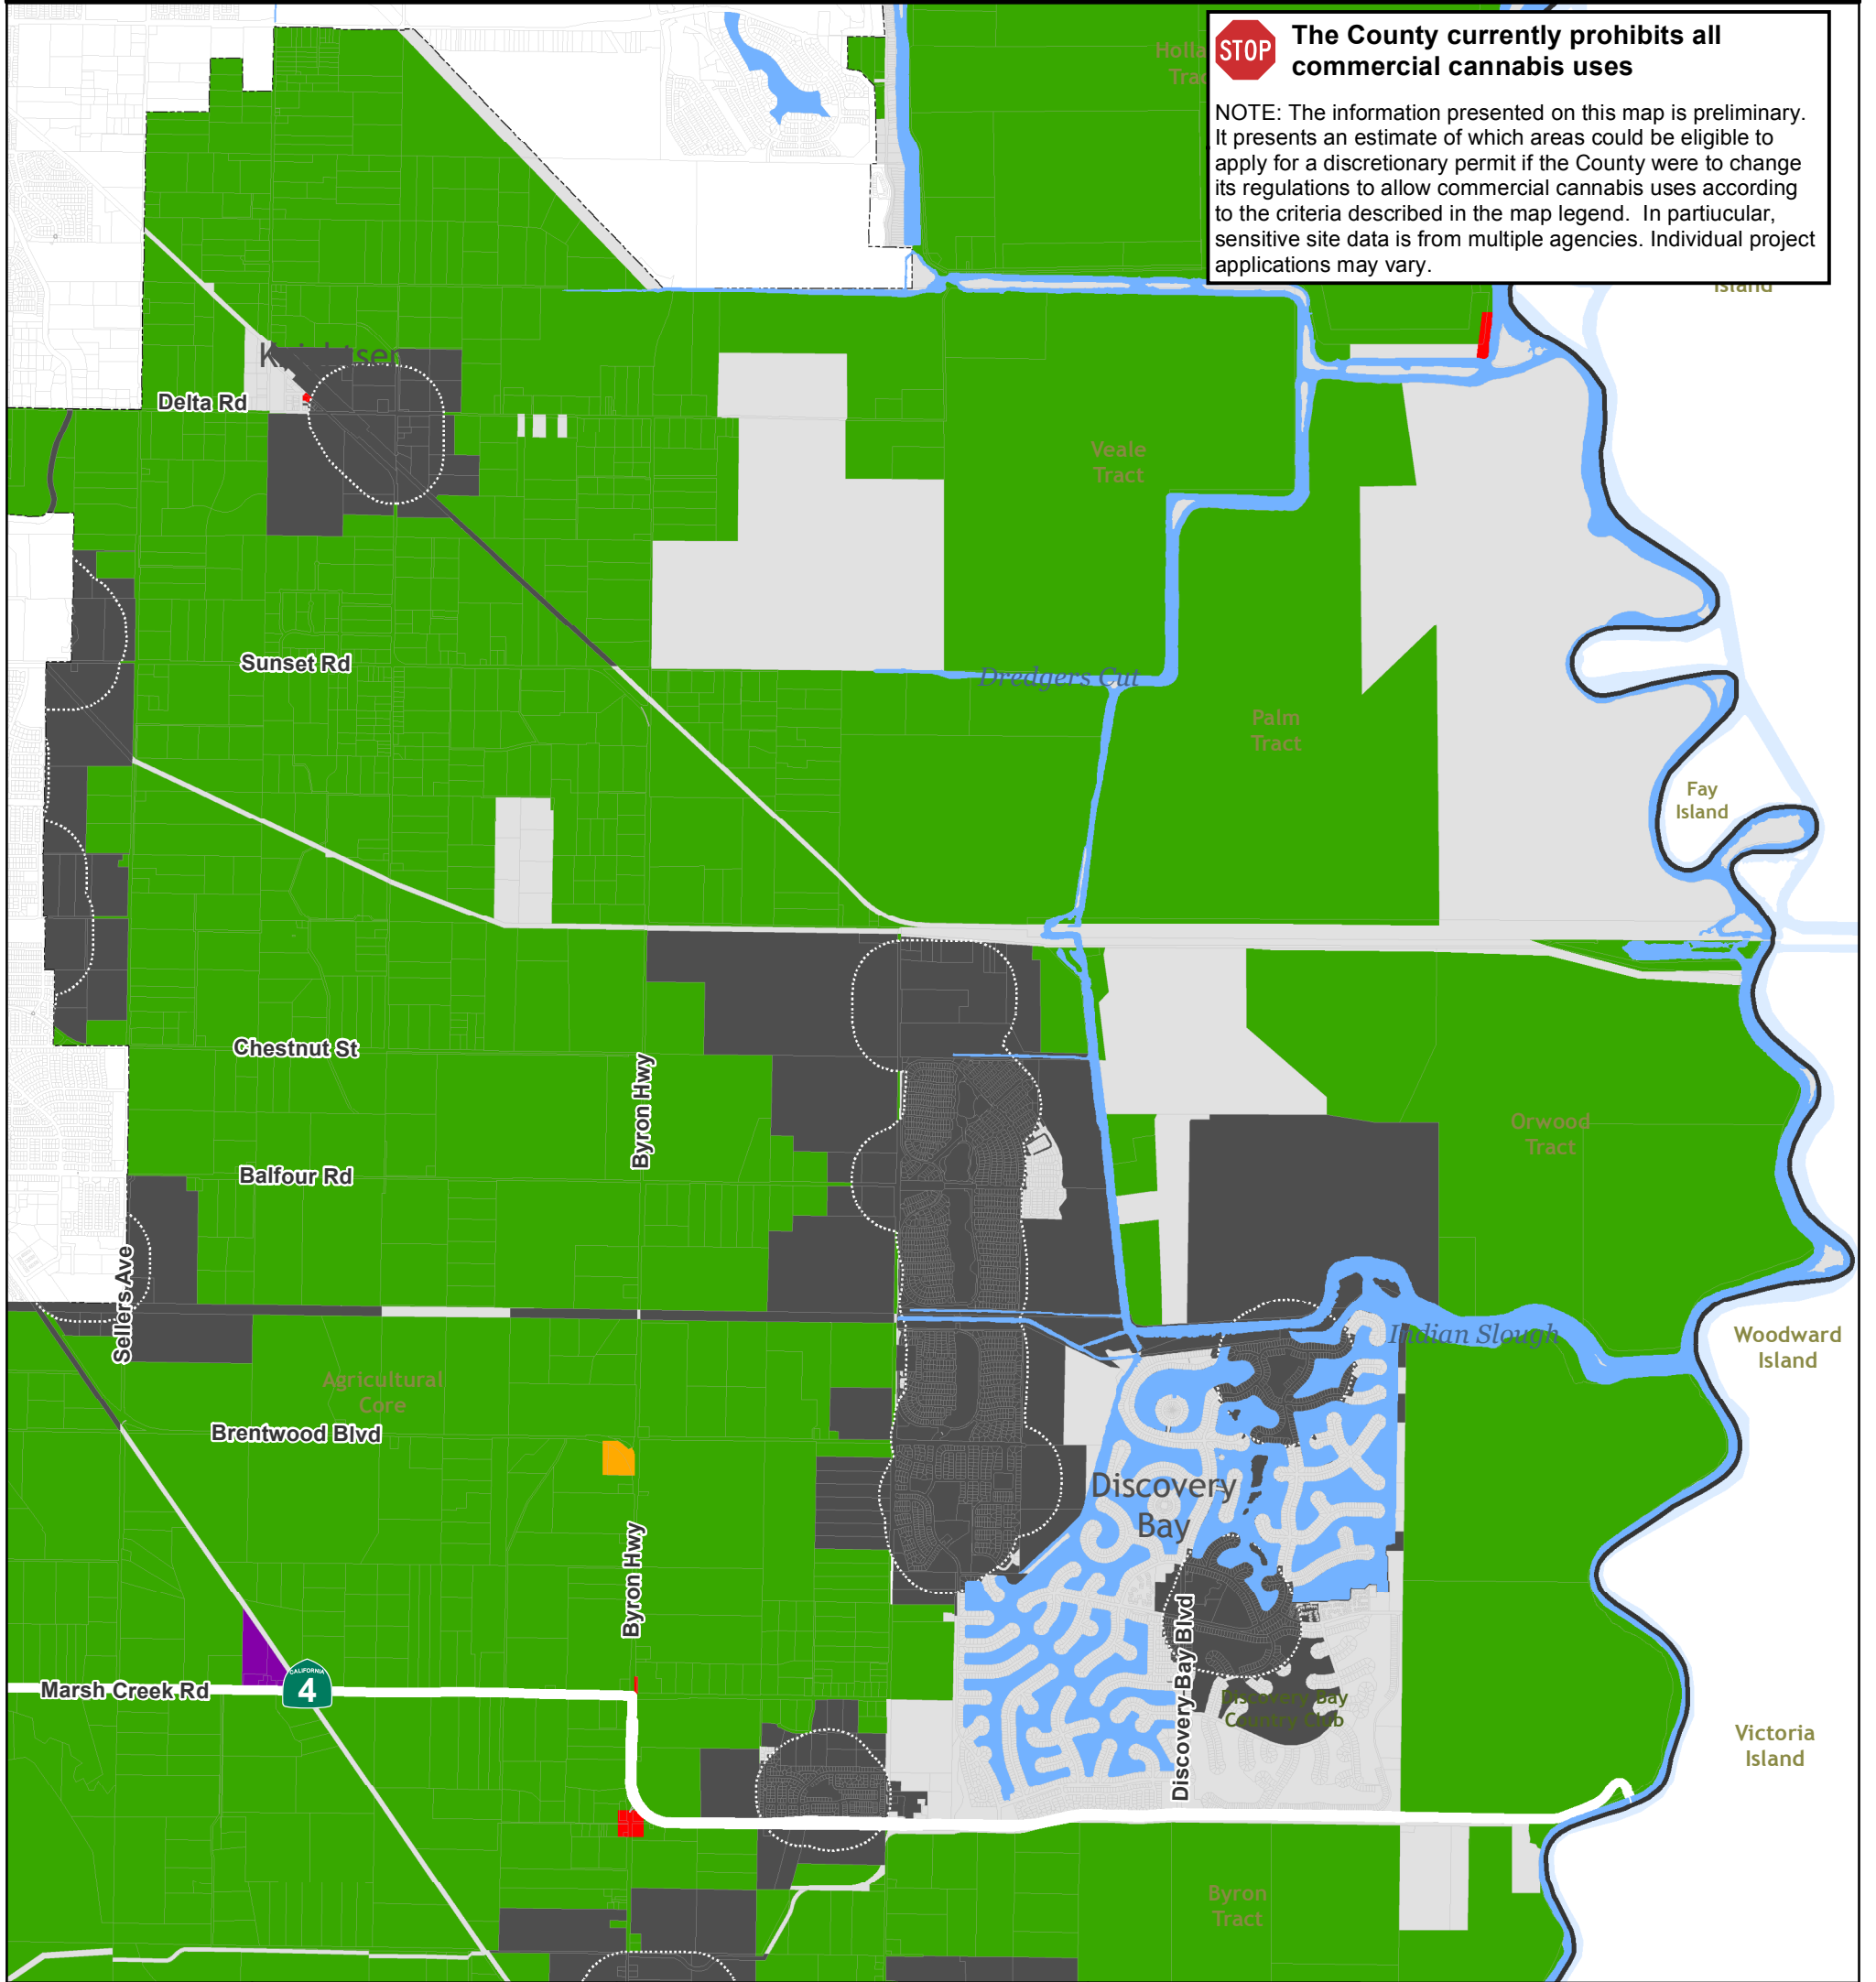 STOP
The County currently prohibits all
commercial cannabis uses
NOTE: The information presented on this map is preliminary.
It presents an estimate of which areas could be eligible to
apply for a discretionary permit if the County were to change
its regulations to allow commercial cannabis uses according
to the criteria described in the map legend. In partiucular,
sensitive site data is from multiple agencies. Individual project
applications may vary.
Island
Delta Rd
Veale
Tract
Sunset Rd
Dredgers Cut
Palm
Tract
Fay
Island
Chestnut St
Byron Hwy
Orwood
Tract
Balfour Rd
Sellers Ave
Indian Slough
Woodward
Island
Agricultural
Core
Brentwood Blvd
Discovery
Bay
Byron Hwy
Discovery Bay Blvd
Marsh Creek Rd
CALIFORNIA
4
Discovery Bay
Country Club
Victoria
Island
Byron
Tract